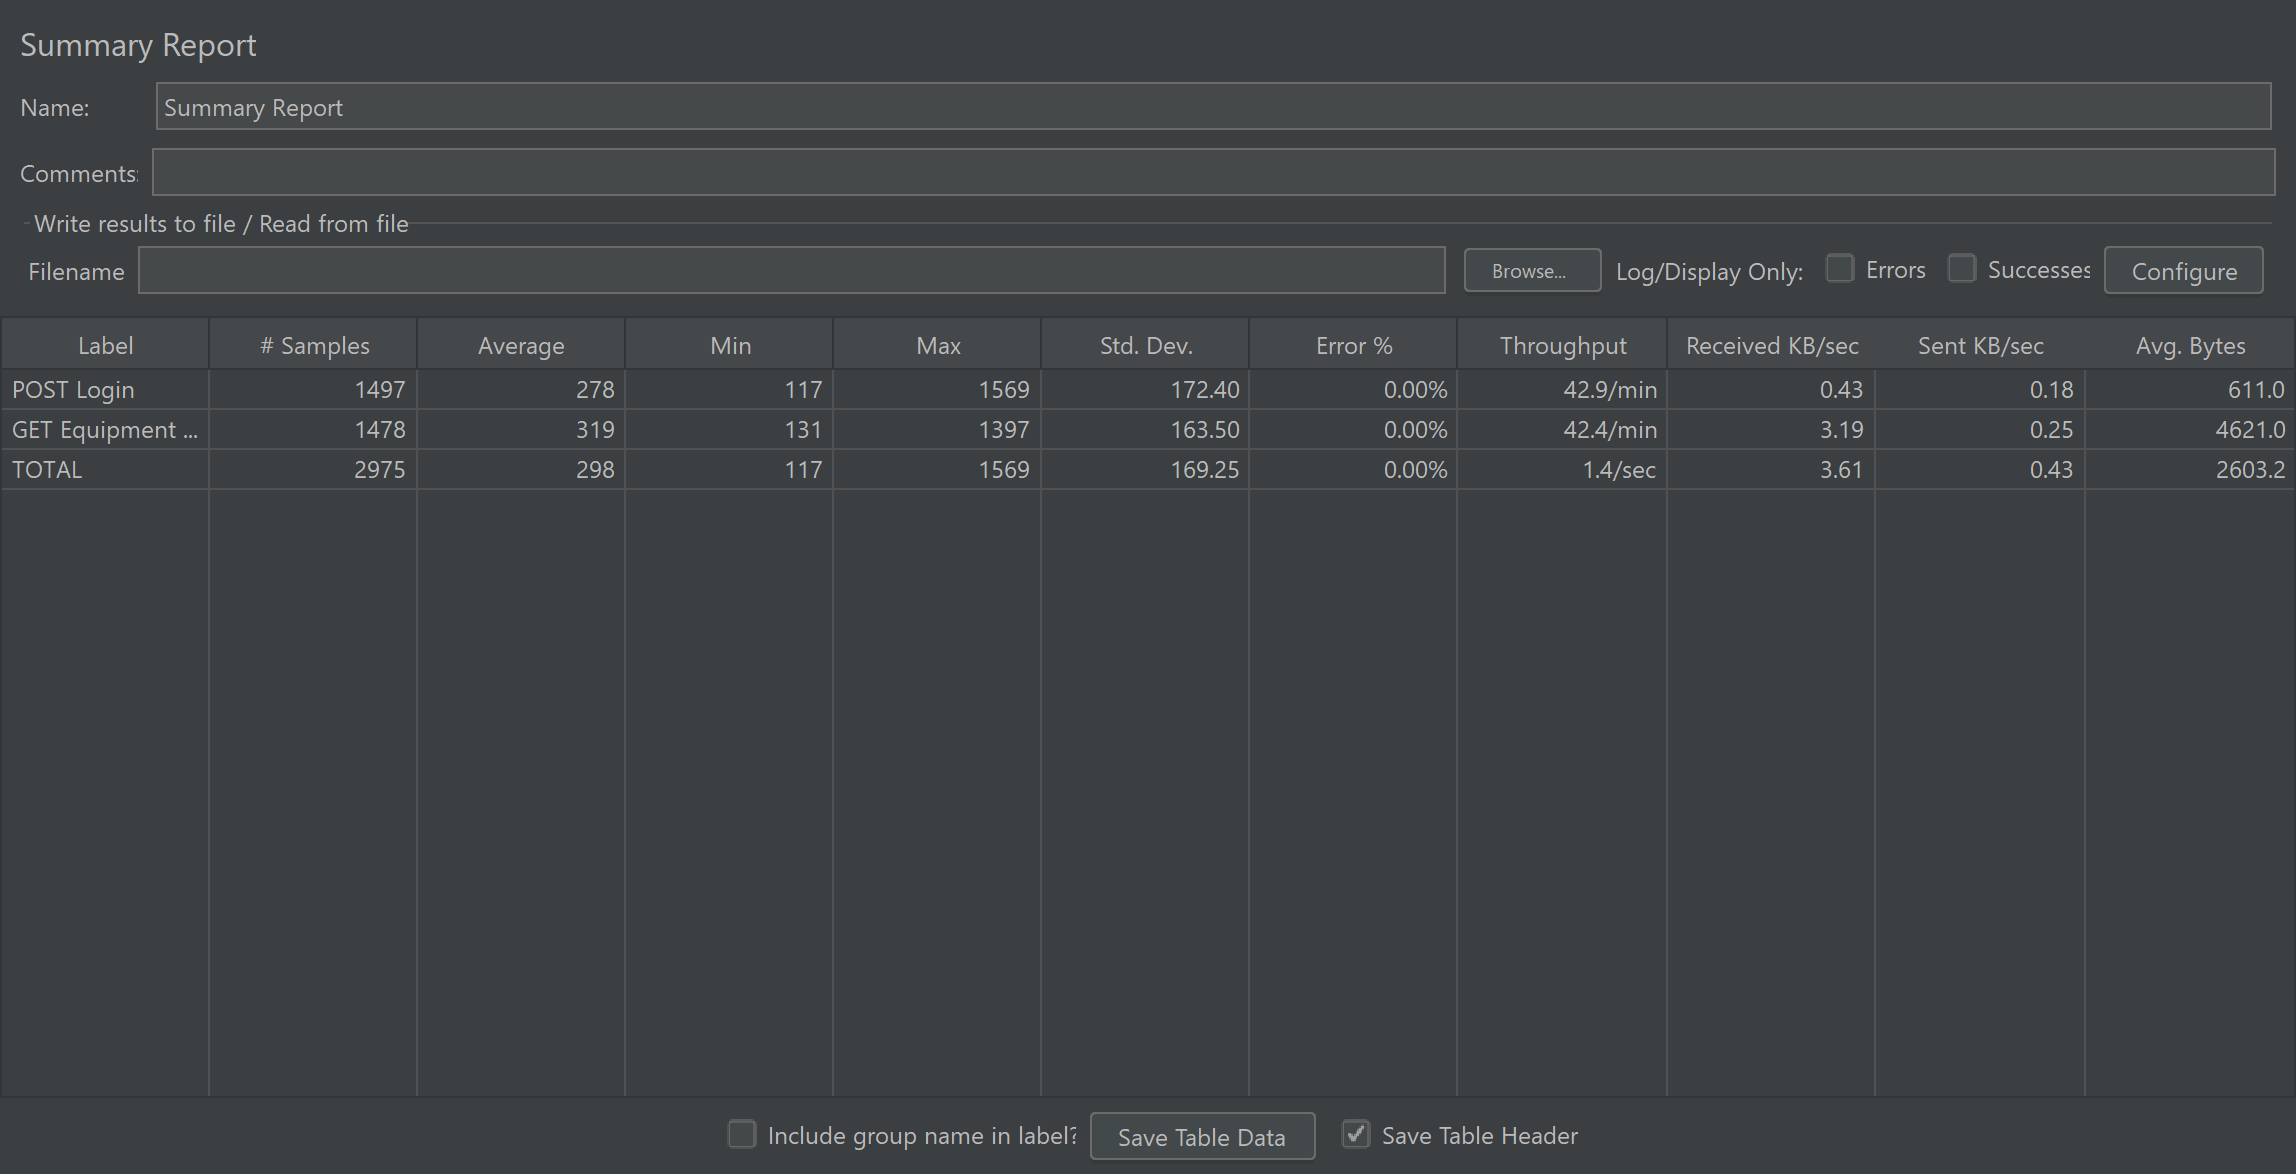 Summary Report
Name: Summary Report
Comments:
Write results to file / Read from file
Filename Browse... Log/Display Only: Errors Successes Configure
Label # Samples Average Min Max Std. Dev. Error % Throughput Received KB/sec Sent KB/sec Avg. Bytes
POST Login 1497 278 117 1569 172.40 0.00% 42.9/min 0.43 0.18 611.0
GET Equipment ... 1478 319 131 1397 163.50 0.00% 42.4/min 3.19 0.25 4621.0
TOTAL 2975 298 117 1569 169.25 0.00% 1.4/sec 3.61 0.43 2603.2
Include group name in label? Save Table Data Save Table Header